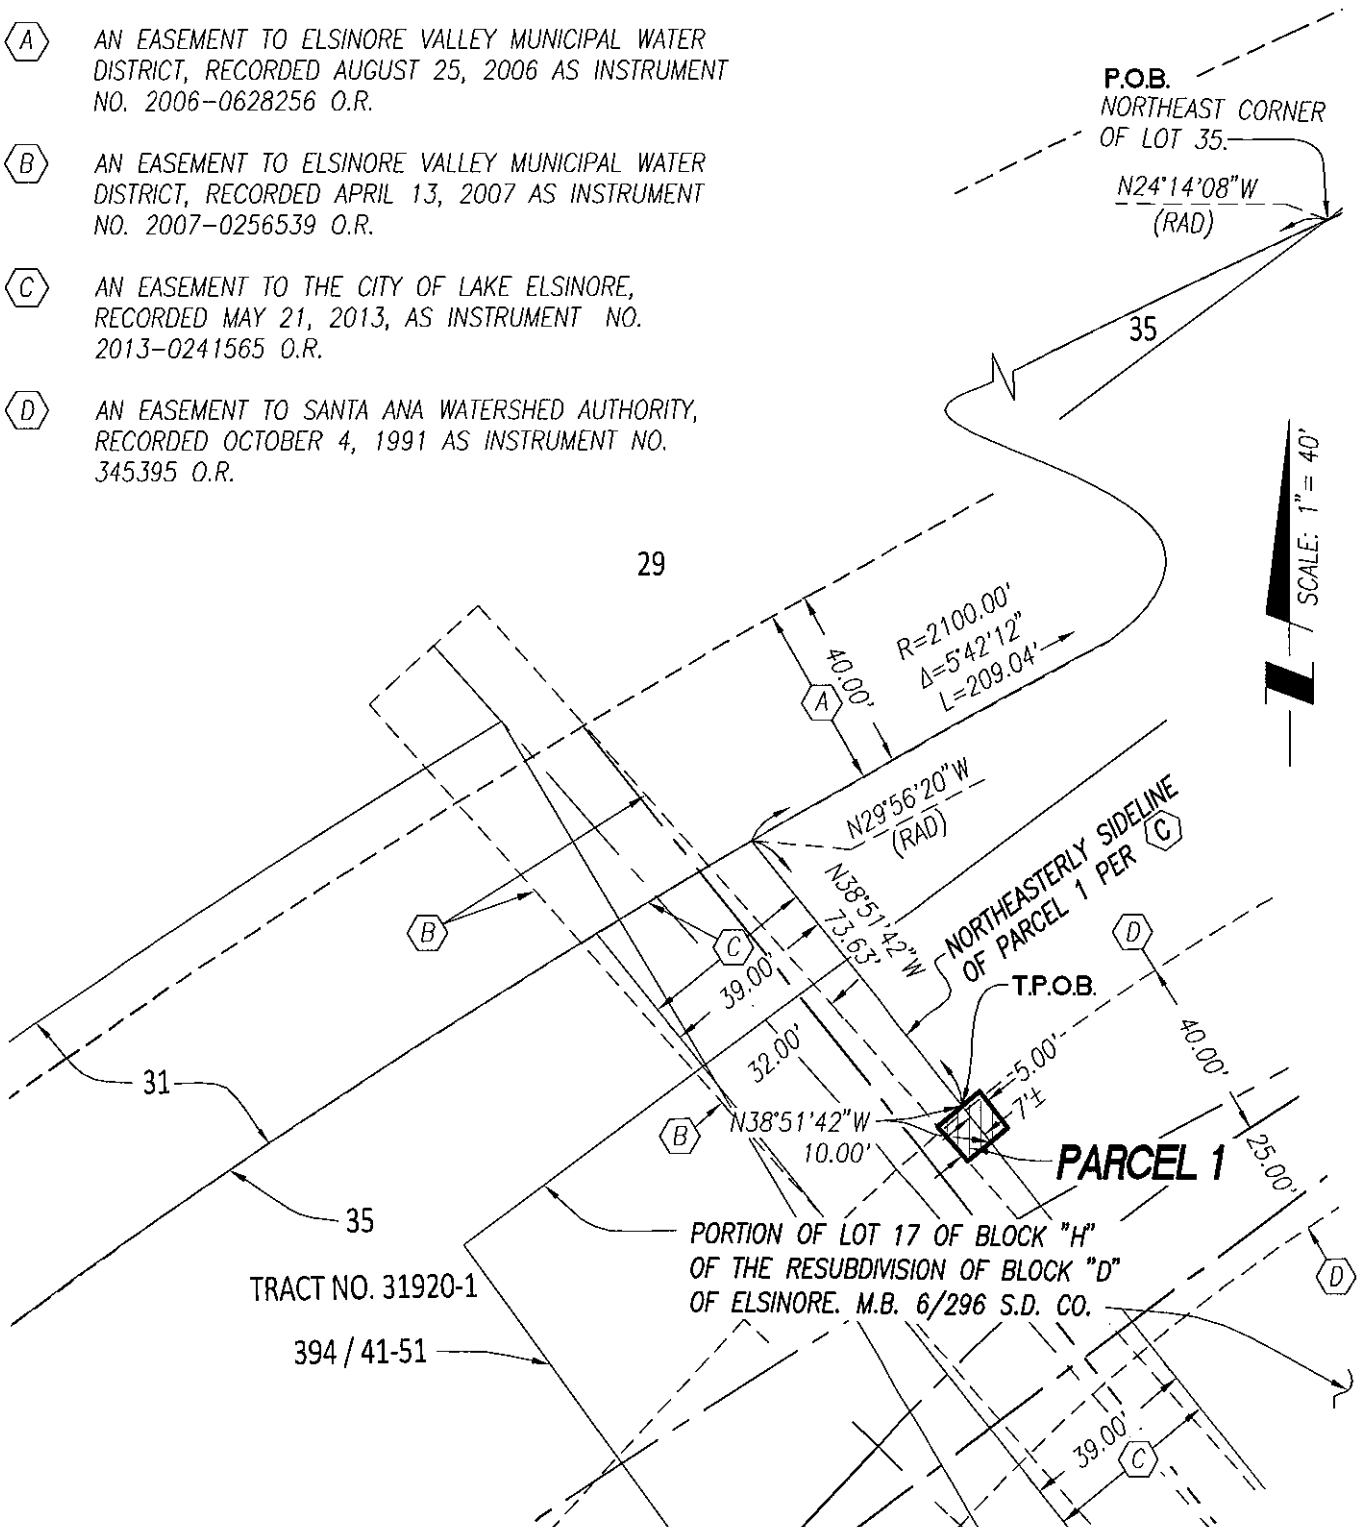 A AN EASEMENT TO ELSINORE VALLEY MUNICIPAL WATER
DISTRICT, RECORDED AUGUST 25, 2006 AS INSTRUMENT
NO. 2006-0628256 O.R.
B AN EASEMENT TO ELSINORE VALLEY MUNICIPAL WATER
DISTRICT, RECORDED APRIL 13, 2007 AS INSTRUMENT
NO. 2007-0256539 O.R.
C AN EASEMENT TO THE CITY OF LAKE ELSINORE,
RECORDED MAY 21, 2013, AS INSTRUMENT NO.
2013-0241565 O.R.
D AN EASEMENT TO SANTA ANA WATERSHED AUTHORITY,
RECORDED OCTOBER 4, 1991 AS INSTRUMENT NO.
345395 O.R.
P.O.B.
NORTHEAST CORNER
OF LOT 35.
N24°14'08"W
(RAD)
35
SCALE: 1"= 40'
29
R=2100.00'
Δ=5°42'12"
L=209.04'
40.00'
A
N29°56'20"W
(RAD)
N38°51'42"W
73.63'
NORTHEASTERLY SIDELINE
OF PARCEL 1 PER C
B
C
39.00'
32.00'
D
T.P.O.B.
40.00'
5.00'
7'±
25.00'
31
B
N38°51'42"W
10.00'
PARCEL 1
35
PORTION OF LOT 17 OF BLOCK "H"
OF THE RESUBDIVISION OF BLOCK "D"
OF ELSINORE. M.B. 6/296 S.D. CO.
D
TRACT NO. 31920-1
394 / 41-51
39.00'
C